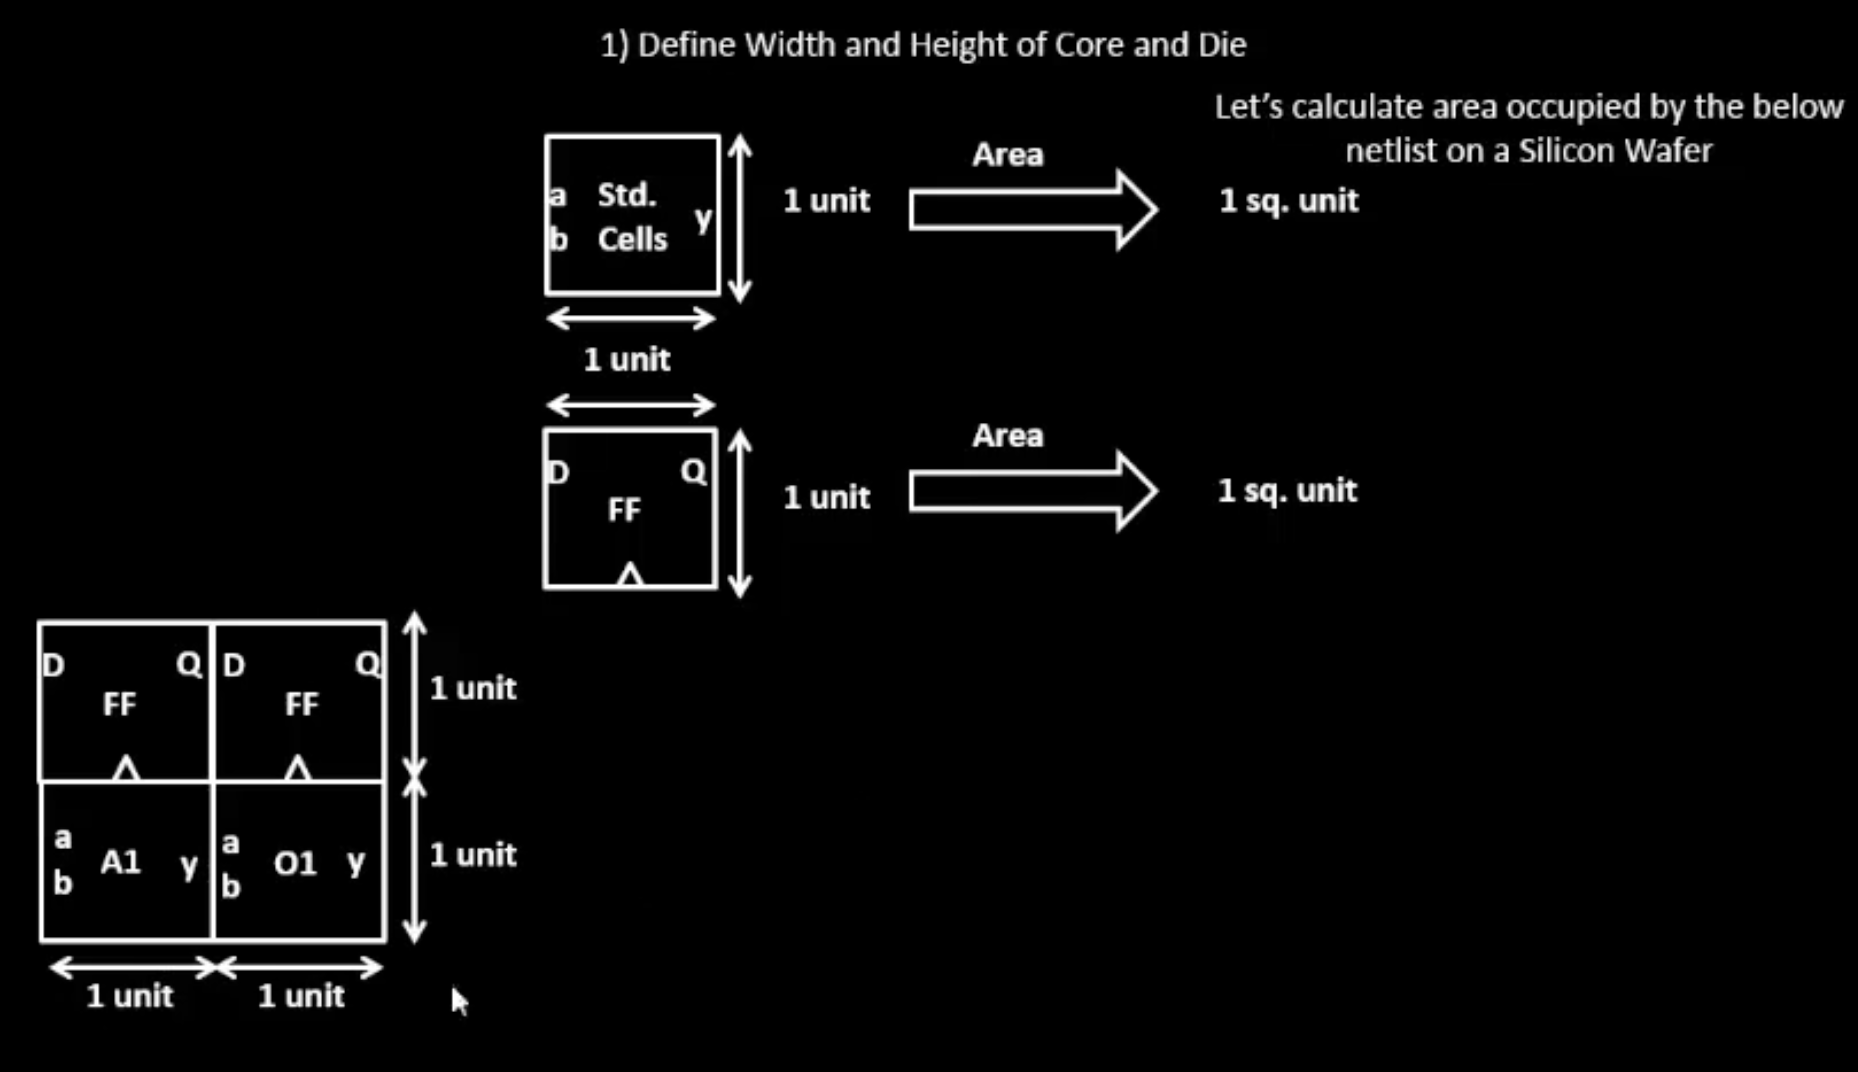 1) Define Width and Height of Core and Die
Let's calculate area occupied by the below
netlist on a Silicon Wafer
a Std. y
b Cells
1 unit
Area
1 sq. unit
1 unit
D Q
FF
1 unit
Area
1 sq. unit
D Q D Q
FF FF
1 unit
a A1 y a O1 y
b b
1 unit
1 unit 1 unit